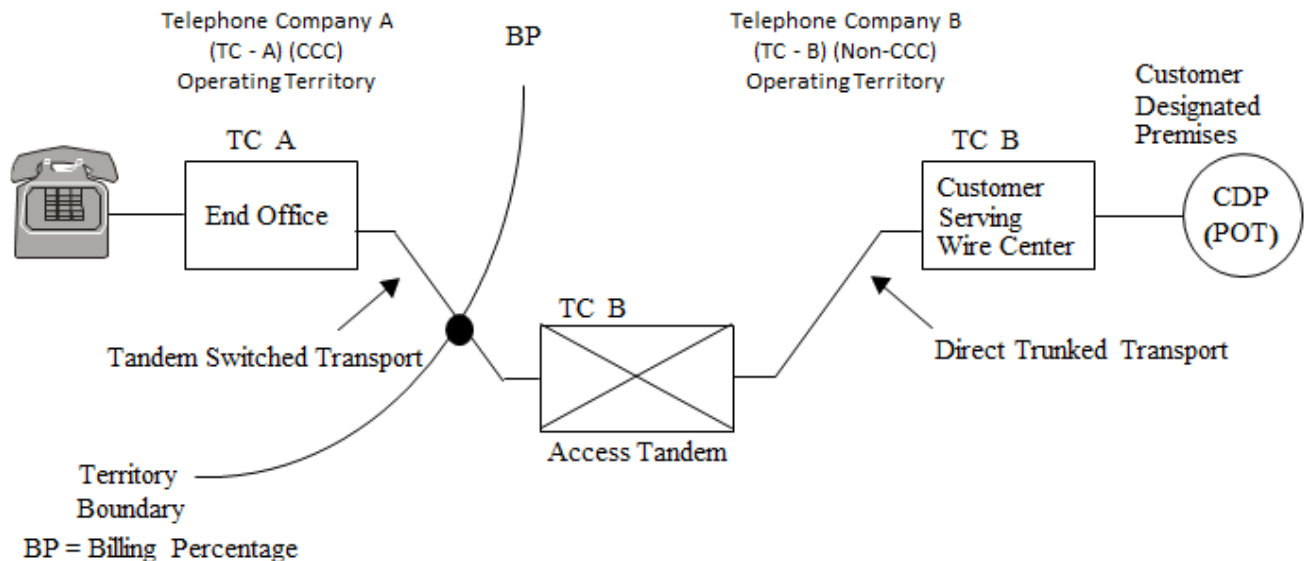 Telephone Company A
(TC - A) (CCC)
Operating Territory
BP
Telephone Company B
(TC - B) (Non-CCC)
Operating Territory
Customer
Designated
Premises
TC A
End Office
TC B
Customer
Serving
Wire Center
CDP
(POT)
Tandem Switched Transport
TC B
Access Tandem
Direct Trunked Transport
Territory
Boundary
BP = Billing Percentage